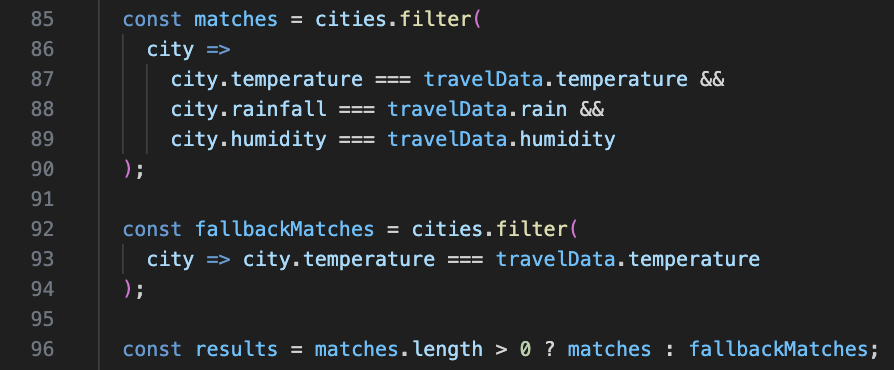 85 const matches = cities.filter(
86 city =>
87 city.temperature === travelData.temperature &&
88 city.rainfall === travelData.rain &&
89 city.humidity === travelData.humidity
90 );
91
92 const fallbackMatches = cities.filter(
93 city => city.temperature === travelData.temperature
94 );
95
96 const results = matches.length > 0 ? matches : fallbackMatches;